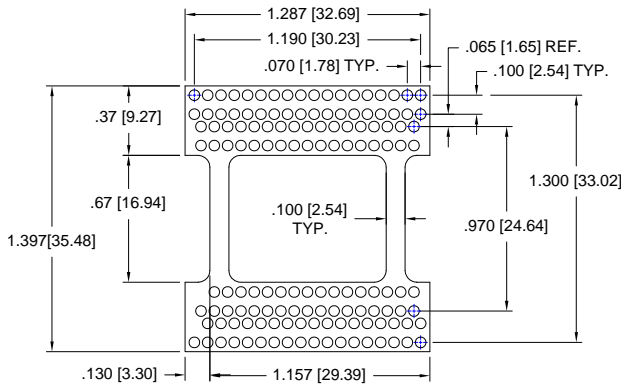 1.287 [32.69]
1.190 [30.23]
.065 [1.65] REF.
.070 [1.78] TYP.
.100 [2.54] TYP.
.37 [9.27]
.67 [16.94]
.100 [2.54]
TYP.
1.300 [33.02]
.970 [24.64]
1.397[35.48]
.130 [3.30]
1.157 [29.39]